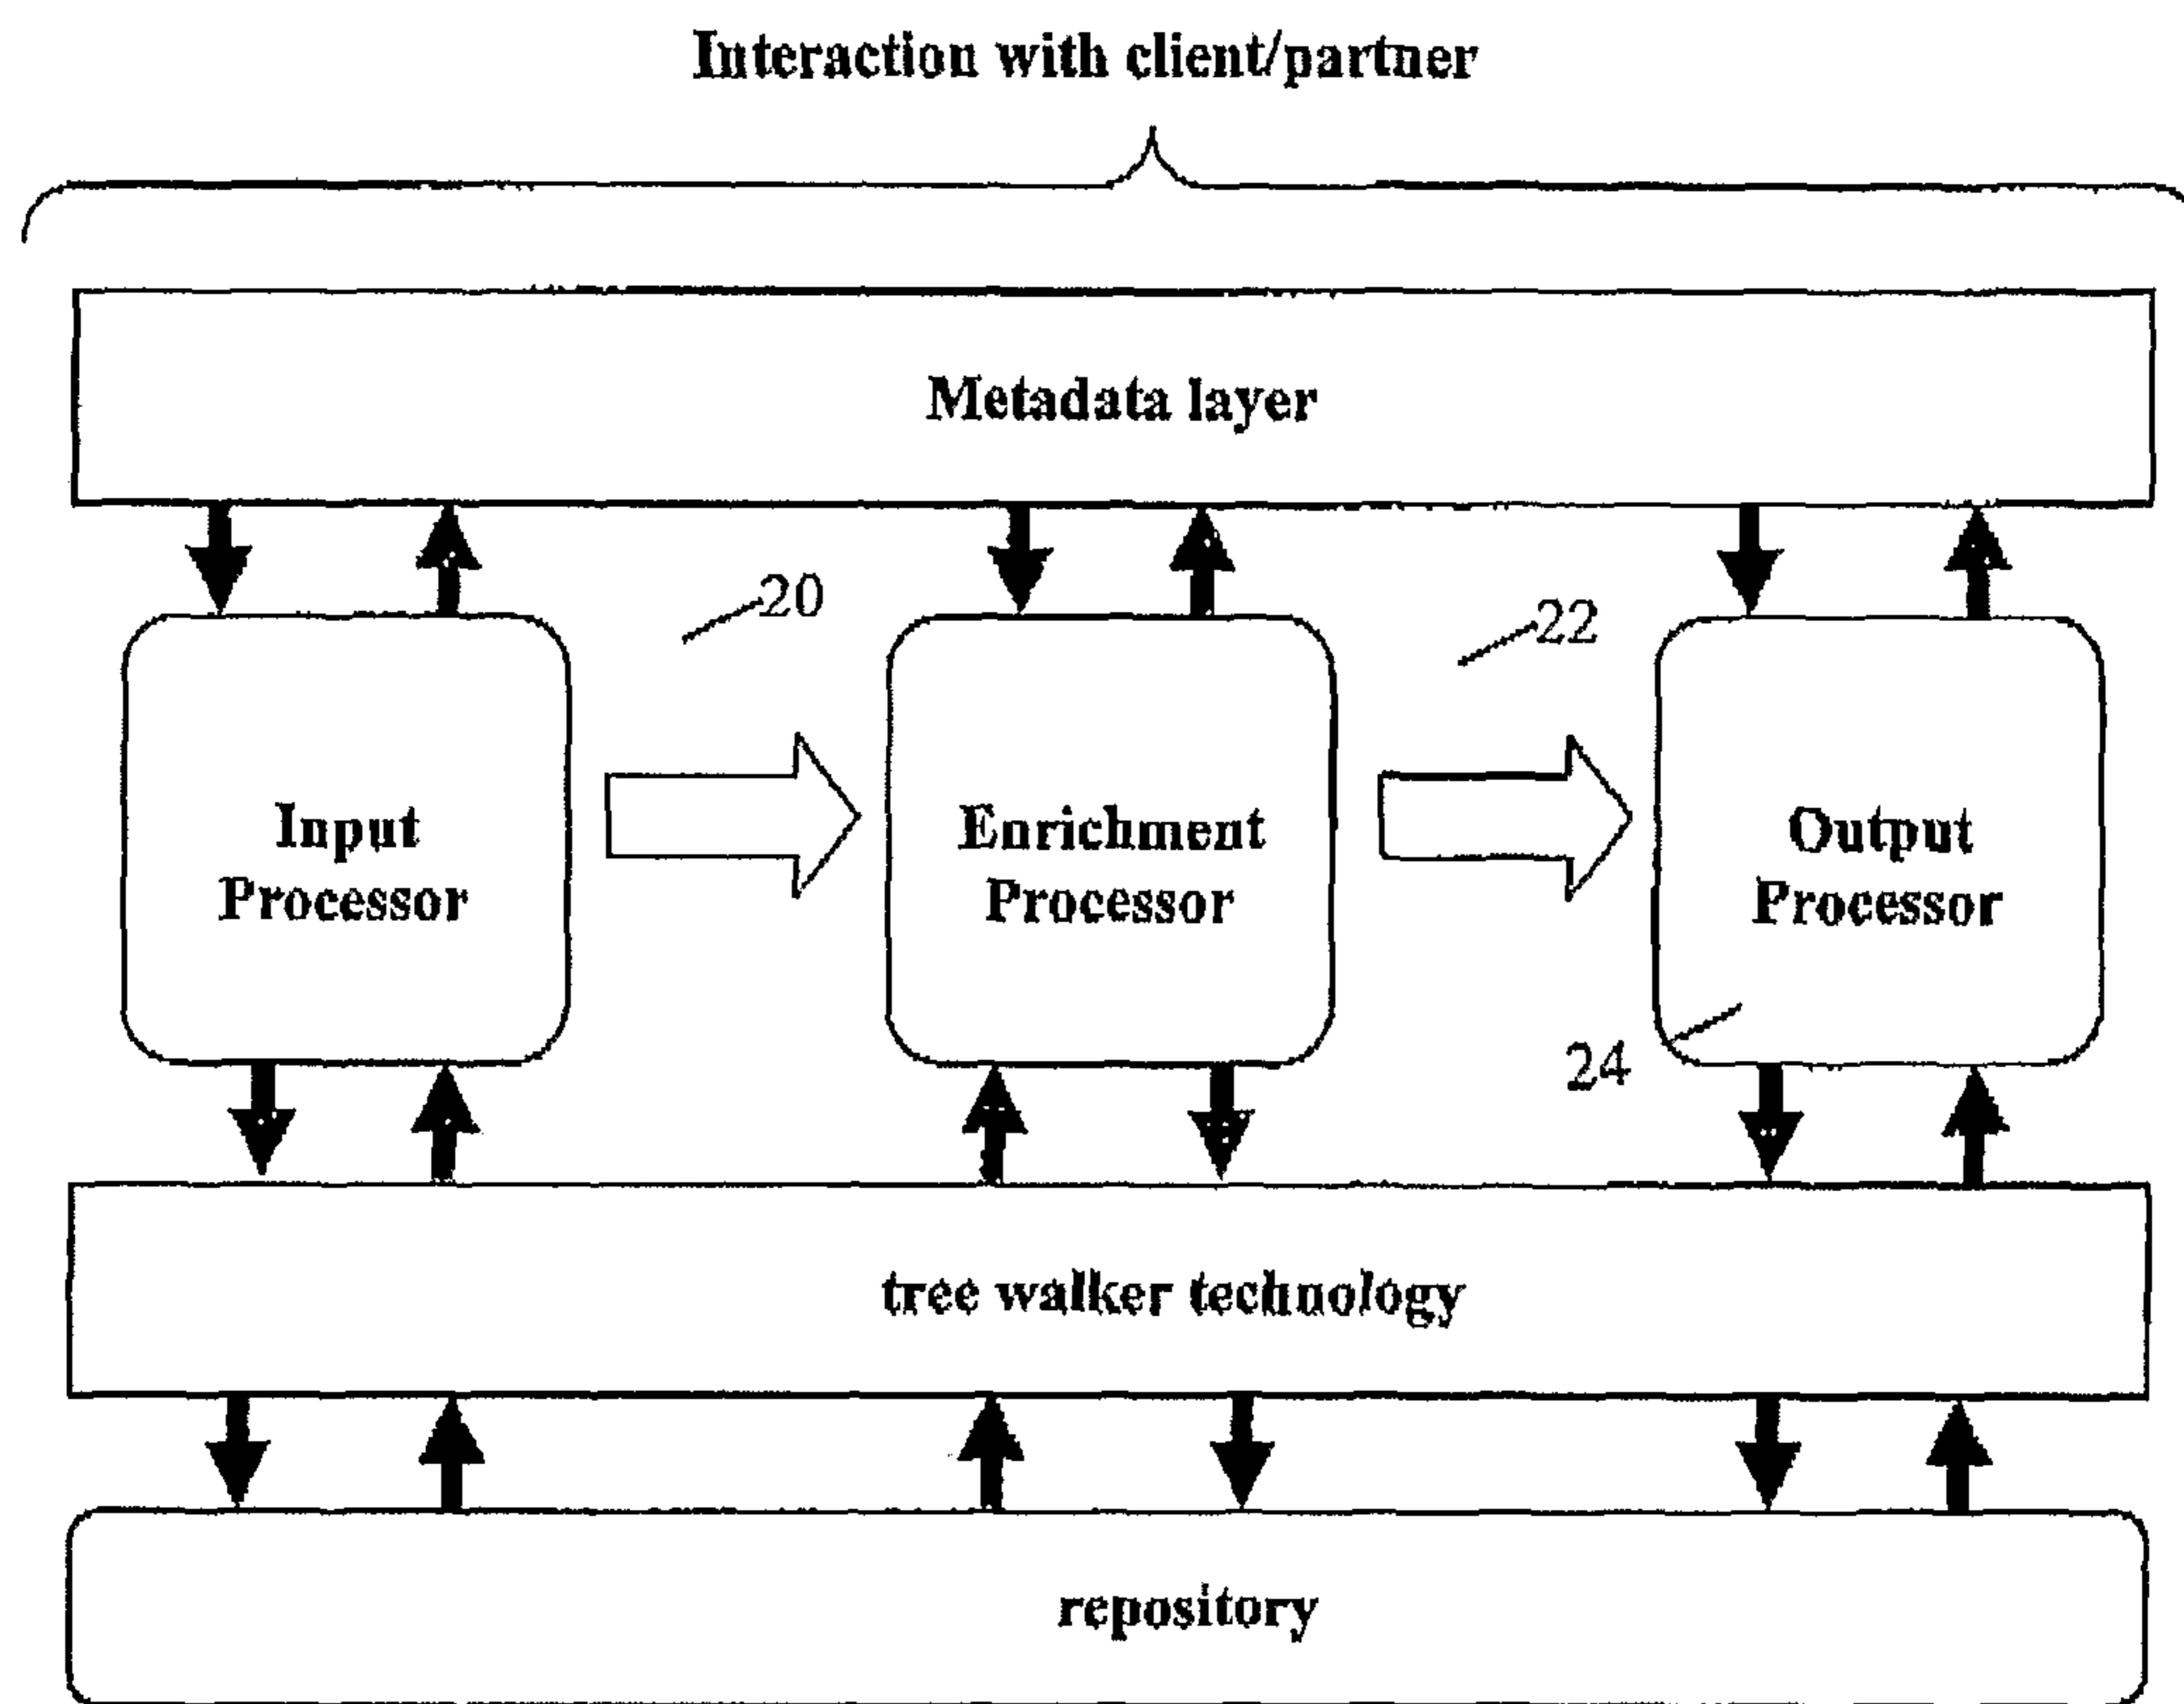 Interaction with client/partner
Metadata layer
20
22
Input
Processor
Enrichment
Processor
Output
Processor
24
tree walker technology
repository